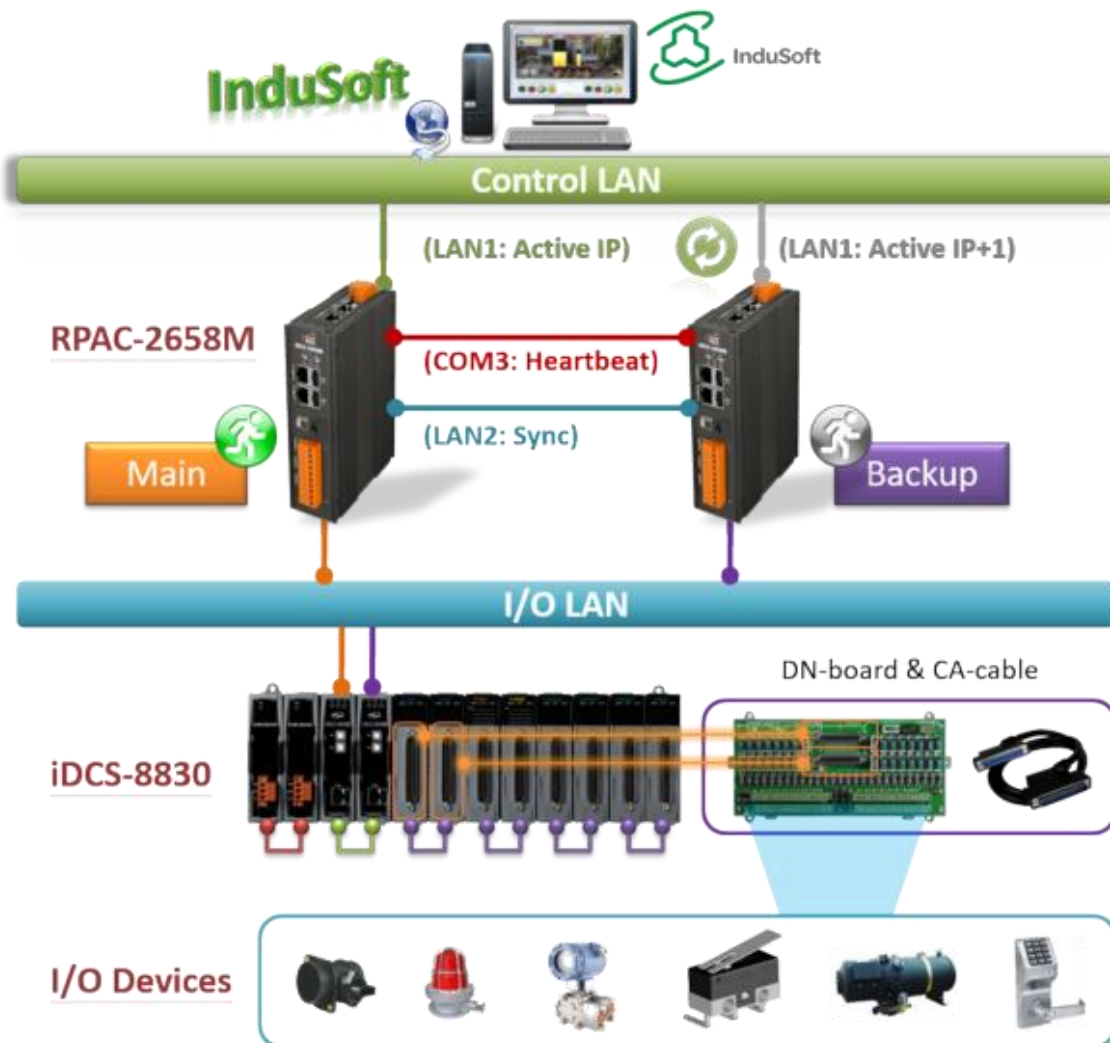 InduSoft
InduSoft
Control LAN
(LAN1: Active IP)
(LAN1: Active IP+1)
RPAC-2658M
(COM3: Heartbeat)
(LAN2: Sync)
Main
Backup
I/O LAN
DN-board & CA-cable
iDCS-8830
I/O Devices